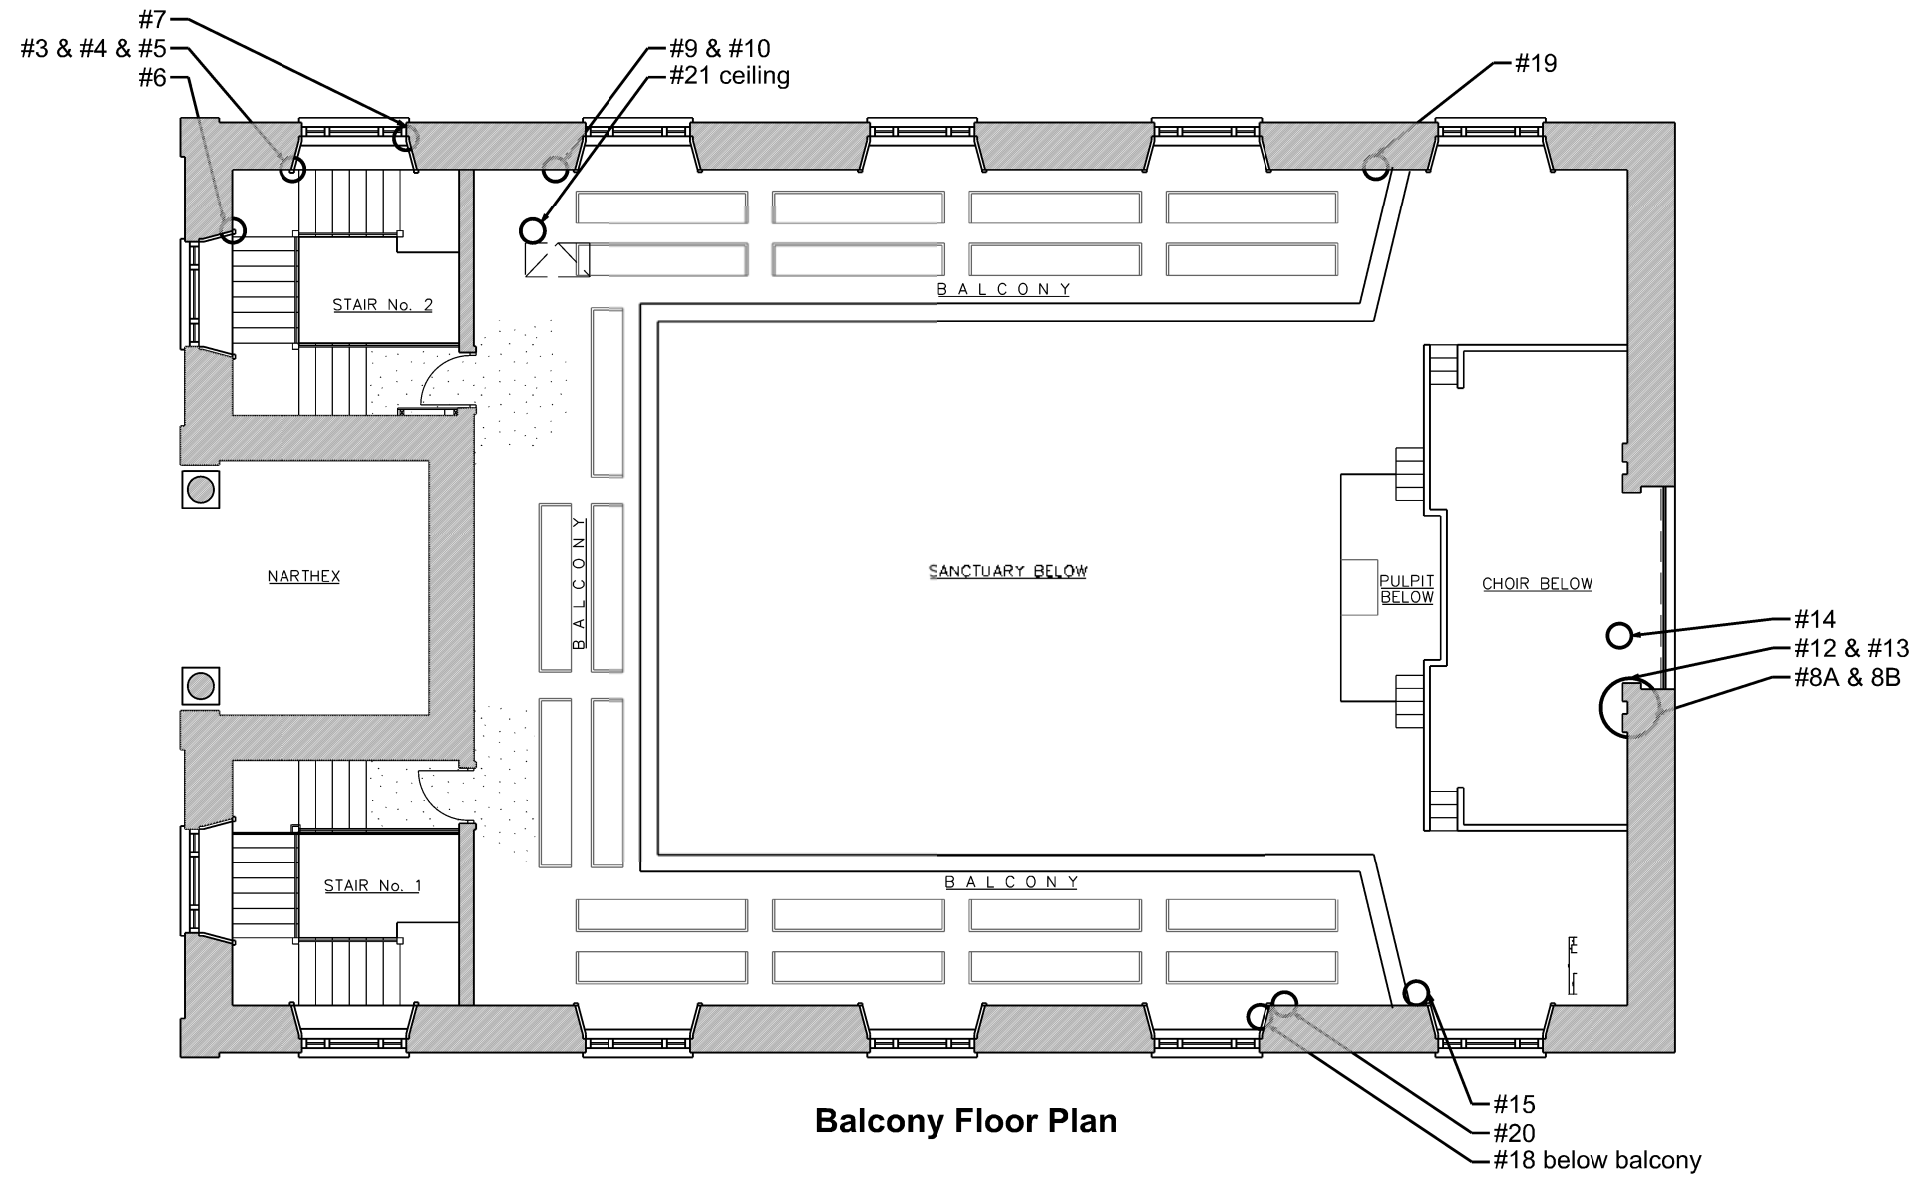 #7
#3 & #4 & #5
#6
#9 & #10
#21 ceiling
#19
BALCONY
STAIR No. 2
BALCONY
NARTHEX
SANCTUARY BELOW
PULPIT
BELOW
CHOIR BELOW
#14
#12 & #13
#8A & 8B
STAIR No. 1
BALCONY
#15
#20
#18 below balcony
Balcony Floor Plan